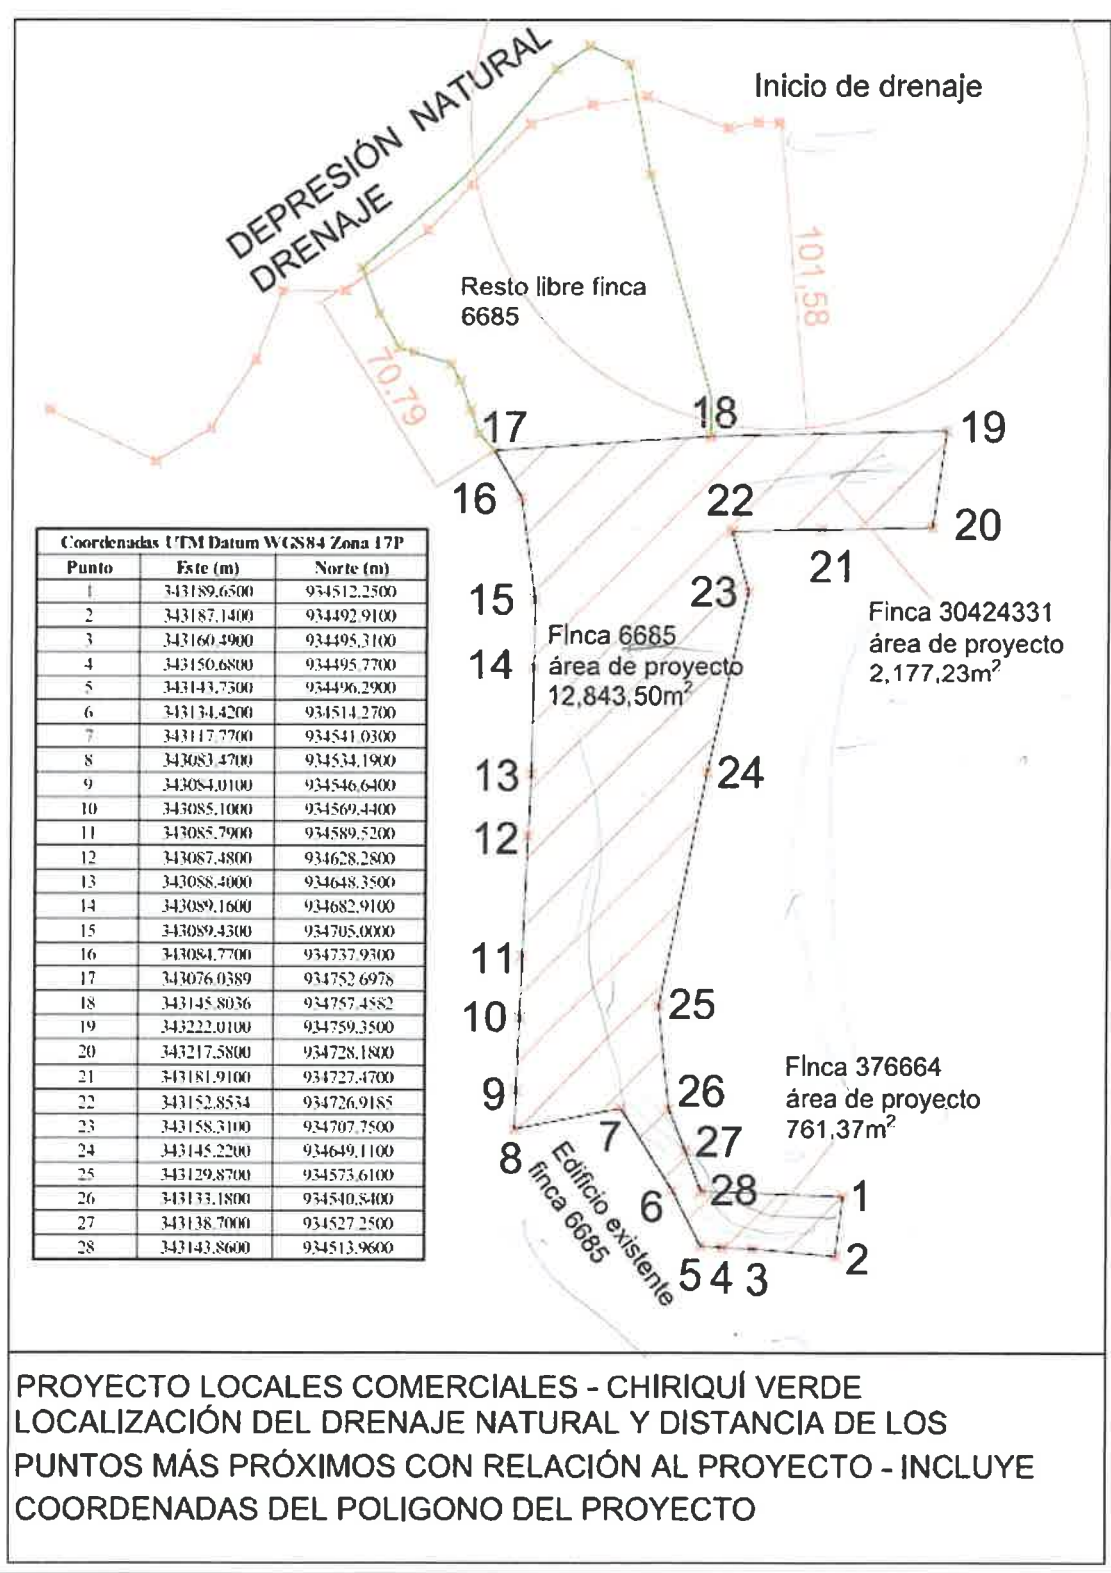 DEPRESIÓN NATURAL
DRENAJE
Inicio de drenaje
101,58
Resto libre finca
6685
70.79
17
18
19
16
22
20
21
15
23
Finca 6685
área de proyecto
12,843,50m²
Finca 30424331
área de proyecto
2,177,23m²
14
13
24
12
11
25
10
9
26
Finca 376664
área de proyecto
761,37m²
8
7
27
Edificio existente
finca 6685
6
28
1
5
4
3
2
Coordenadas UTM Datum WGS84 Zona 17P
Punto Este (m) Norte (m)
1 343189.6500 934512.2500
2 343187.1400 934492.9100
3 343160.4900 934495.3100
4 343150.6800 934495.7700
5 343143.7300 934496.2900
6 343134.4200 934514.2700
7 343117.7700 934541.0300
8 343083.4700 934534.1900
9 343084.0100 934546.6400
10 343085.1000 934569.4400
11 343085.7900 934589.5200
12 343087.4800 934628.2800
13 343088.4000 934648.3500
14 343089.1600 934682.9100
15 343089.4300 934705.0000
16 343084.7700 934737.9300
17 343076.0389 934752.6978
18 343145.8036 934757.4582
19 343222.0100 934759.3500
20 343217.5800 934728.1800
21 343181.9100 934727.4700
22 343152.8534 934726.9185
23 343158.3100 934707.7500
24 343145.2200 934649.1100
25 343129.8700 934573.6100
26 343133.1800 934540.8400
27 343138.7000 934527.2500
28 343143.8600 934513.9600
PROYECTO LOCALES COMERCIALES - CHIRIQUÍ VERDE
LOCALIZACIÓN DEL DRENAJE NATURAL Y DISTANCIA DE LOS
PUNTOS MÁS PRÓXIMOS CON RELACIÓN AL PROYECTO - INCLUYE
COORDENADAS DEL POLIGONO DEL PROYECTO